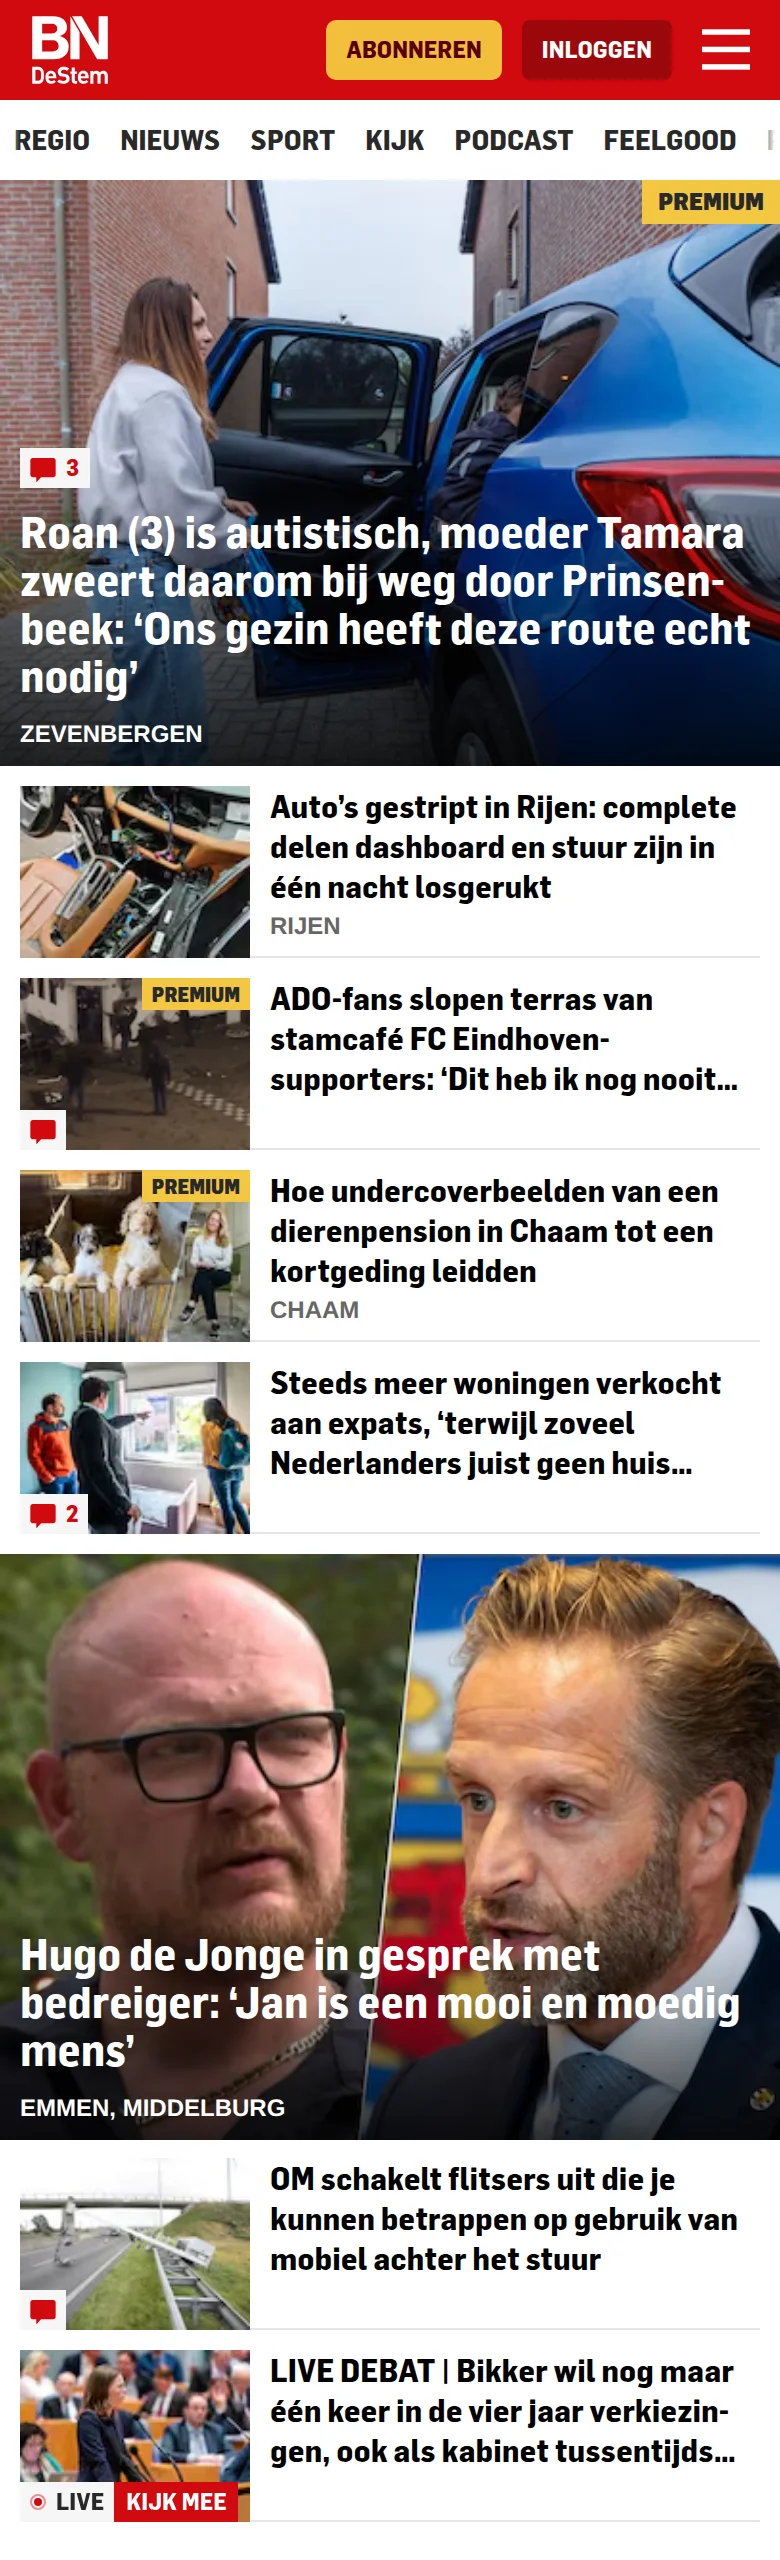 BN
DeStem
ABONNEREN
INLOGGEN
REGIO NIEUWS SPORT KIJK PODCAST FEELGOOD
PREMIUM
3
Roan (3) is autistisch, moeder Tamara
zweert daarom bij weg door Prinsen-
beek: ‘Ons gezin heeft deze route echt
nodig’
ZEVENBERGEN
Auto’s gestript in Rijen: complete
delen dashboard en stuur zijn in
één nacht losgerukt
RIJEN
PREMIUM
ADO-fans slopen terras van
stamcafé FC Eindhoven-
supporters: ‘Dit heb ik nog nooit...
PREMIUM
Hoe undercoverbeelden van een
dierenpension in Chaam tot een
kortgeding leidden
CHAAM
Steeds meer woningen verkocht
aan expats, ‘terwijl zoveel
Nederlanders juist geen huis...
2
Hugo de Jonge in gesprek met
bedreiger: ‘Jan is een mooi en moedig
mens’
EMMEN, MIDDELBURG
OM schakelt flitsers uit die je
kunnen betrappen op gebruik van
mobiel achter het stuur
LIVE DEBAT | Bikker wil nog maar
één keer in de vier jaar verkiezin-
gen, ook als kabinet tussentijds...
LIVE KIJK MEE